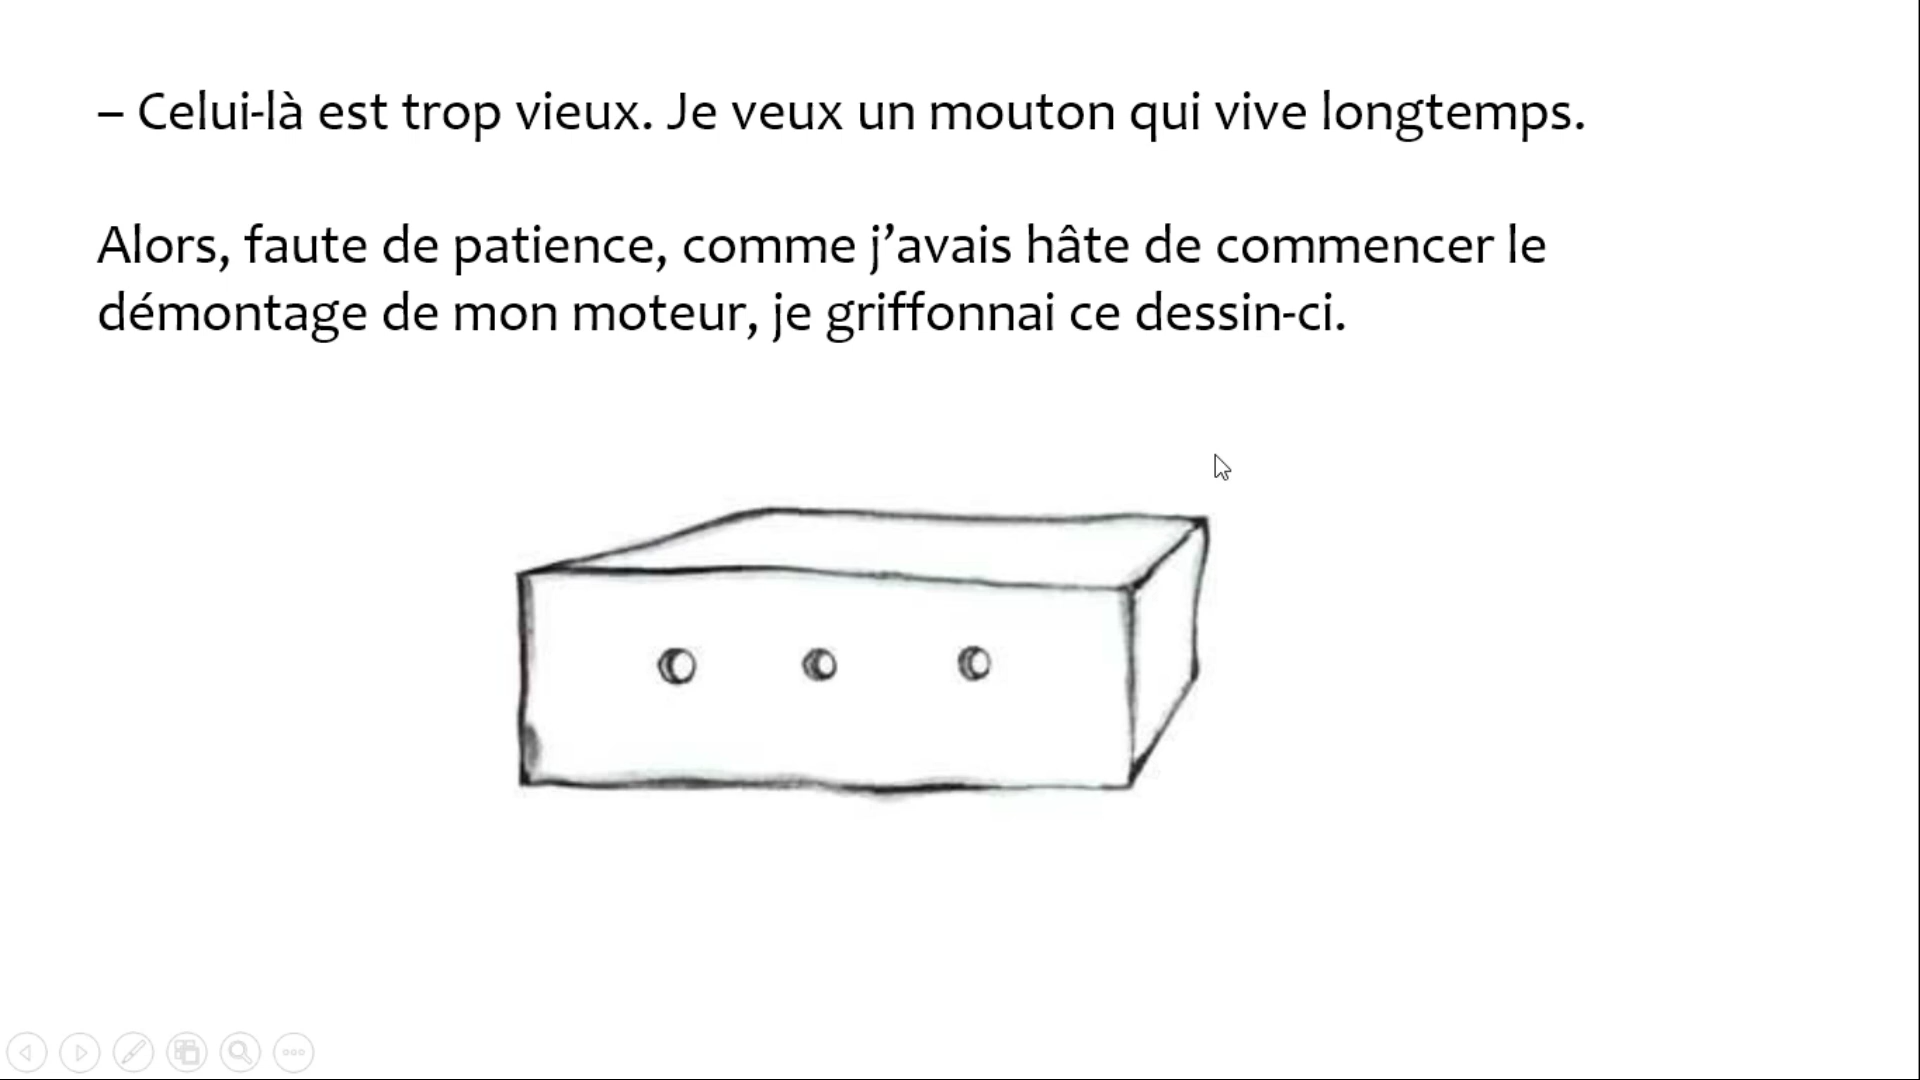 – Celui-là est trop vieux. Je veux un mouton qui vive longtemps.
Alors, faute de patience, comme j’avais hâte de commencer le
démontage de mon moteur, je griffonnai ce dessin-ci.